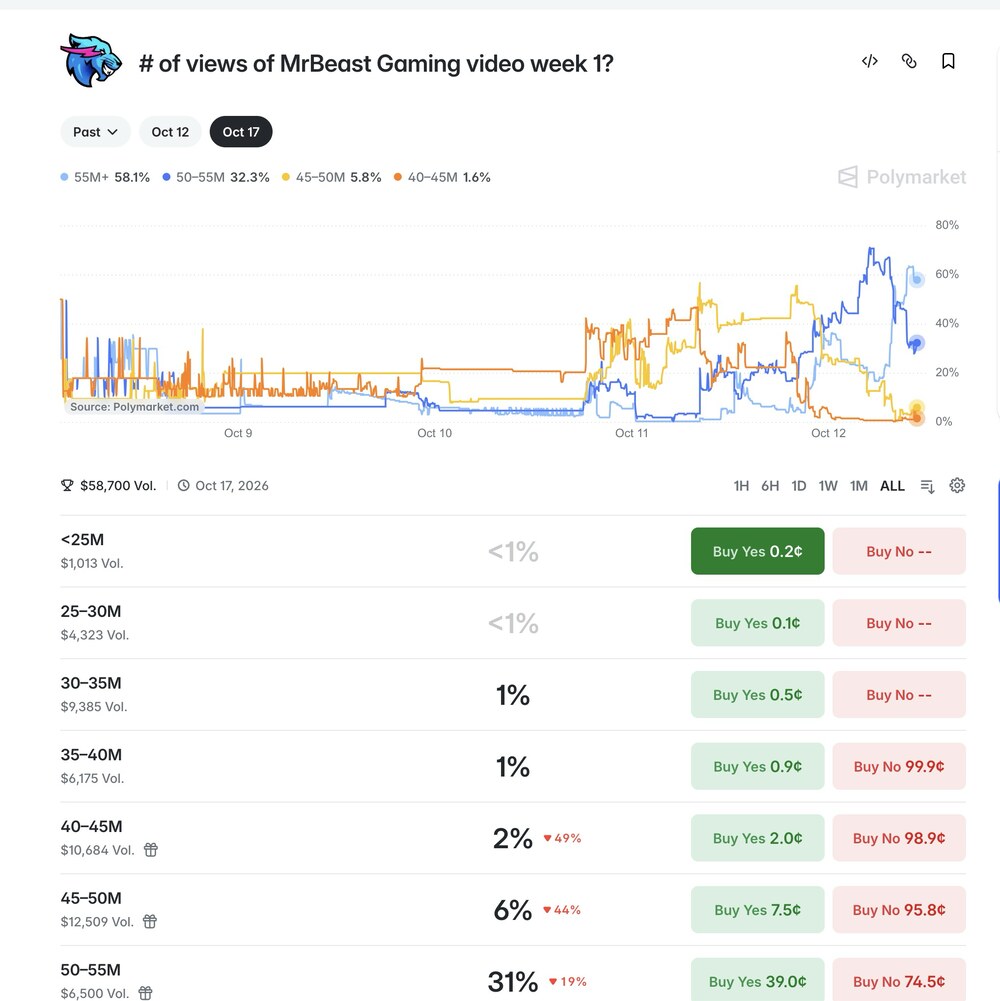 # of views of MrBeast Gaming video week 1?
Past Oct 12 Oct 17
55M+ 58.1% 50–55M 32.3% 45–50M 5.8% 40–45M 1.6%
Polymarket
80%
60%
40%
20%
0%
Source: Polymarket.com
Oct 9 Oct 10 Oct 11 Oct 12
$58,700 Vol. Oct 17, 2026 1H 6H 1D 1W 1M ALL
<25M
$1,013 Vol.
<1% Buy Yes 0.2¢ Buy No --
25–30M
$4,323 Vol.
<1% Buy Yes 0.1¢ Buy No --
30–35M
$9,385 Vol.
1% Buy Yes 0.5¢ Buy No --
35–40M
$6,175 Vol.
1% Buy Yes 0.9¢ Buy No 99.9¢
40–45M
$10,684 Vol.
2% ▼49% Buy Yes 2.0¢ Buy No 98.9¢
45–50M
$12,509 Vol.
6% ▼44% Buy Yes 7.5¢ Buy No 95.8¢
50–55M
$6,500 Vol.
31% ▼19% Buy Yes 39.0¢ Buy No 74.5¢